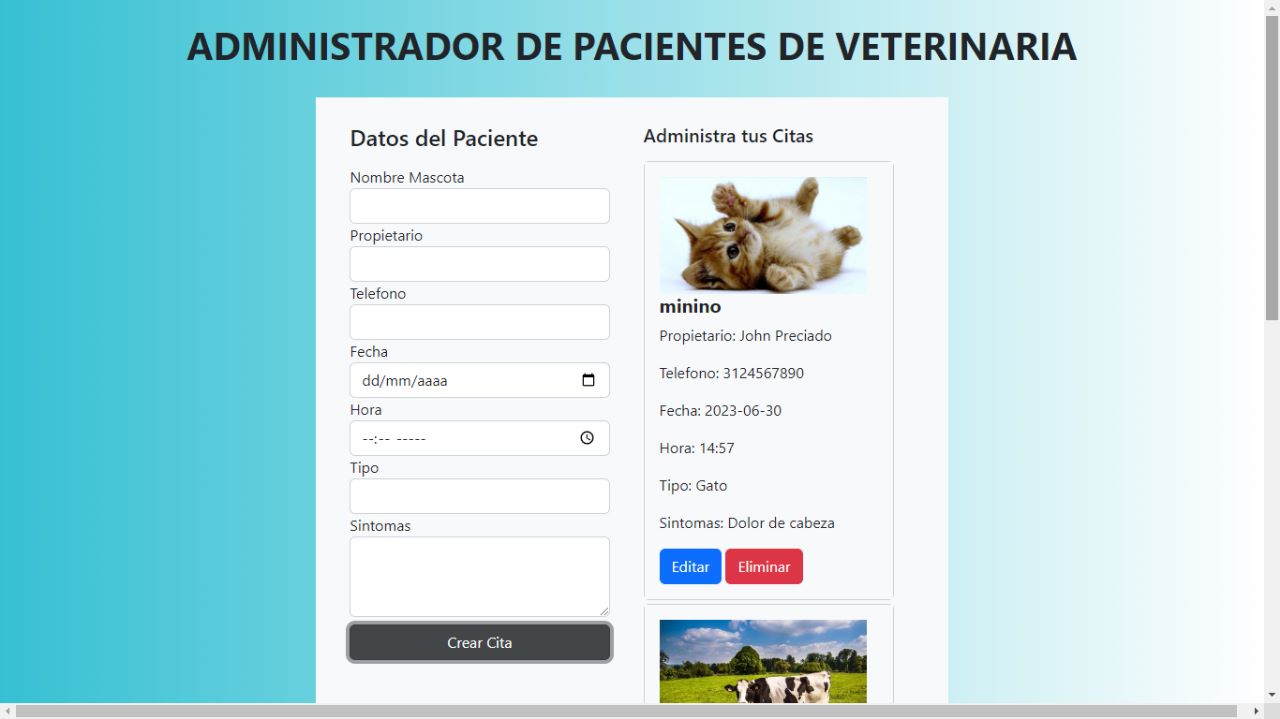 ADMINISTRADOR DE PACIENTES DE VETERINARIA
Datos del Paciente
Nombre Mascota
Propietario
Telefono
Fecha
dd/mm/aaaa
Hora
--:-- -----
Tipo
Sintomas
Crear Cita
Administra tus Citas
minino
Propietario: John Preciado
Telefono: 3124567890
Fecha: 2023-06-30
Hora: 14:57
Tipo: Gato
Sintomas: Dolor de cabeza
Editar Eliminar